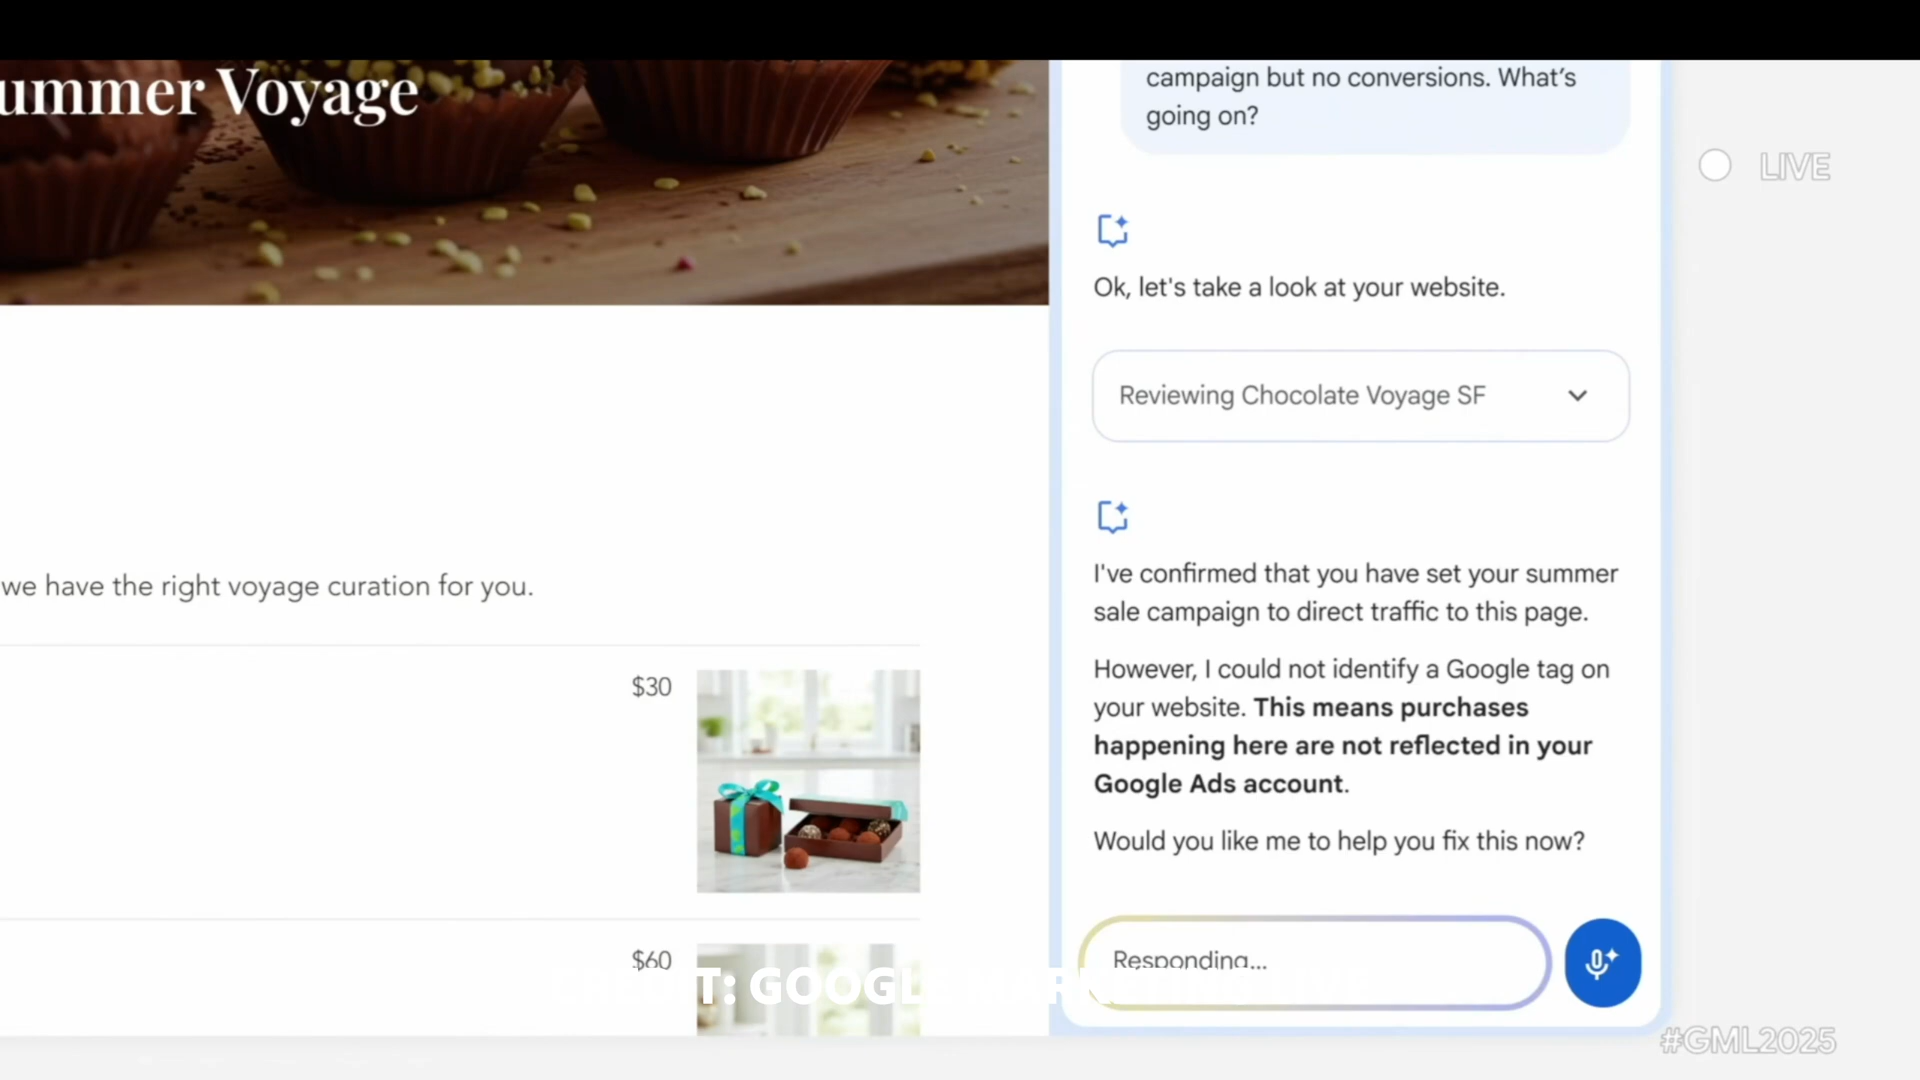 ummer Voyage
campaign but no conversions. What's
going on?
LIVE
Ok, let's take a look at your website.
Reviewing Chocolate Voyage SF
we have the right voyage curation for you.
I've confirmed that you have set your summer
sale campaign to direct traffic to this page.
$30
However, I could not identify a Google tag on
your website. This means purchases
happening here are not reflected in your
Google Ads account.
Would you like me to help you fix this now?
$60
Responding...
CREDIT: GOOGLE MARKETING LIVE
#GML2025